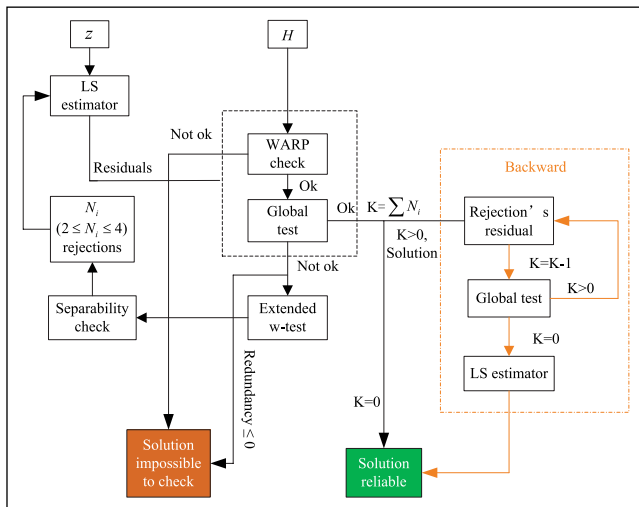 z
H
LS
estimator
Not ok
WARP
check
Residuals
Ok
Backward
N_i
(2 ≤ N_i ≤ 4)
rejections
Global
test
Ok
K=∑ N_i
K>0,
Solution
Rejection's
residual
Not ok
K=K-1
Separability
check
Extended
w-test
Global test
K>0
K=0
Redundancy ≤ 0
LS estimator
K=0
Solution
impossible
to check
Solution
reliable